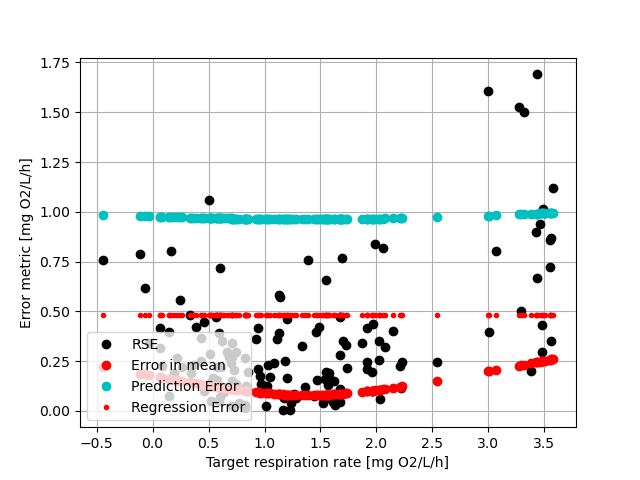 1.75
1.50
1.25
1.00
0.75
0.50
0.25
0.00
Error metric [mg O2/L/h]
RSE
Error in mean
Prediction Error
Regression Error
−0.5 0.0 0.5 1.0 1.5 2.0 2.5 3.0 3.5
Target respiration rate [mg O2/L/h]